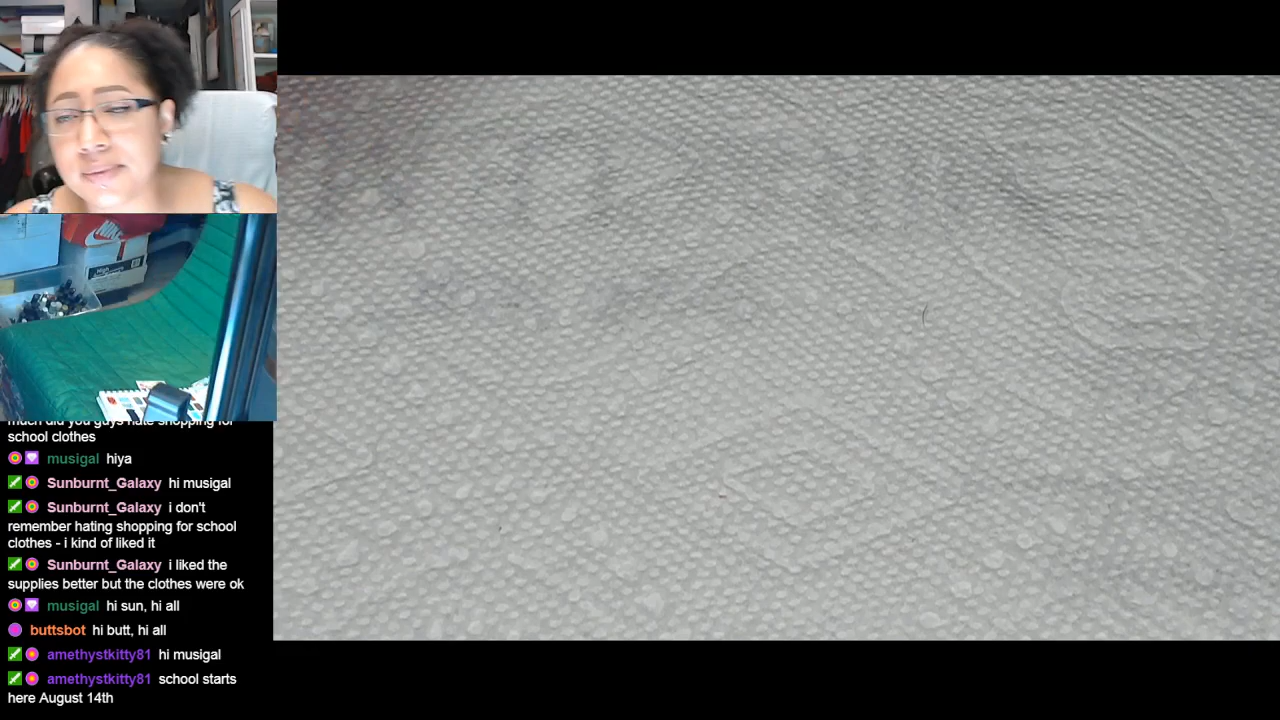 much did you guys hate shopping for
school clothes
musigal hiya
Sunburnt_Galaxy hi musigal
Sunburnt_Galaxy i don't
remember hating shopping for school
clothes - i kind of liked it
Sunburnt_Galaxy i liked the
supplies better but the clothes were ok
musigal hi sun, hi all
buttsbot hi butt, hi all
amethystkitty81 hi musigal
amethystkitty81 school starts
here August 14th